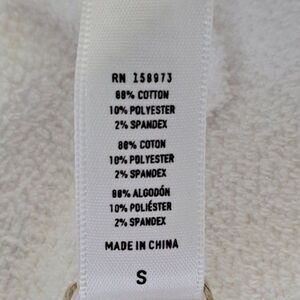 RN 158973
88% COTTON
10% POLYESTER
2% SPANDEX
88% COTON
10% POLYESTER
2% SPANDEX
88% ALGODÓN
10% POLIÉSTER
2% SPANDEX
MADE IN CHINA
S